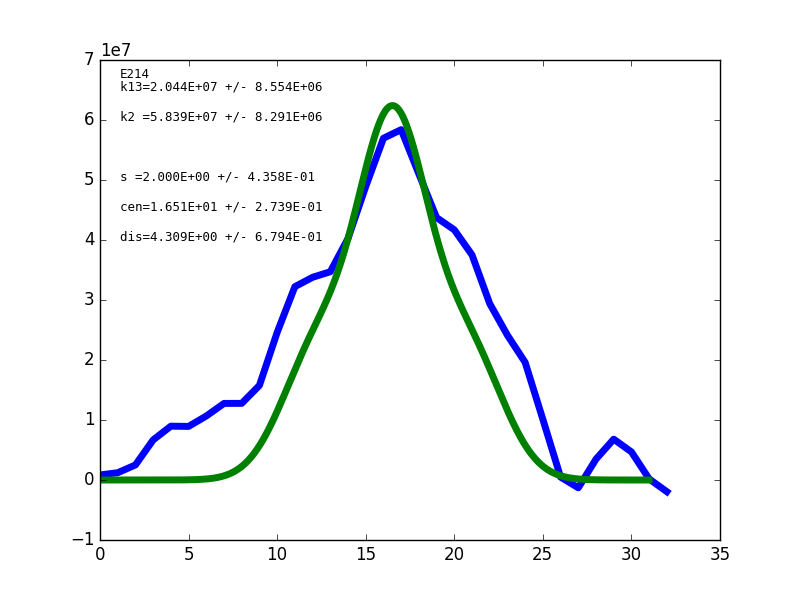 1e7
7
E214
k13=2.044E+07 +/- 8.554E+06
6
k2 =5.839E+07 +/- 8.291E+06
5
s =2.000E+00 +/- 4.358E-01
cen=1.651E+01 +/- 2.739E-01
4
dis=4.309E+00 +/- 6.794E-01
3
2
1
0
−1
0 5 10 15 20 25 30 35